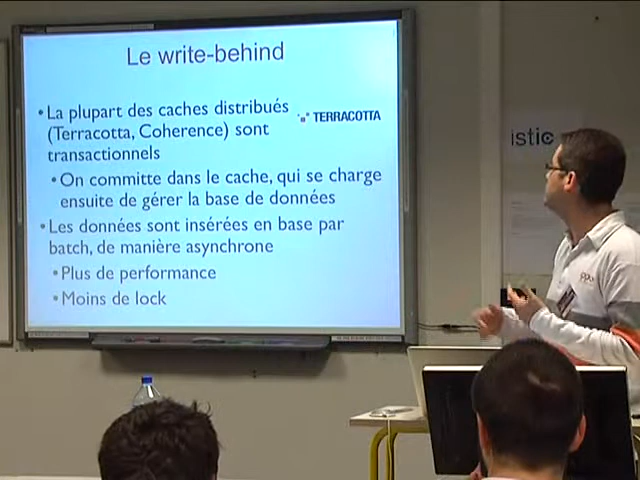 Le write-behind
• La plupart des caches distribués
(Terracotta, Coherence) sont
transactionnels
TERRACOTTA
• On committe dans le cache, qui se charge
ensuite de gérer la base de données
• Les données sont insérées en base par
batch, de manière asynchrone
• Plus de performance
• Moins de lock
istic